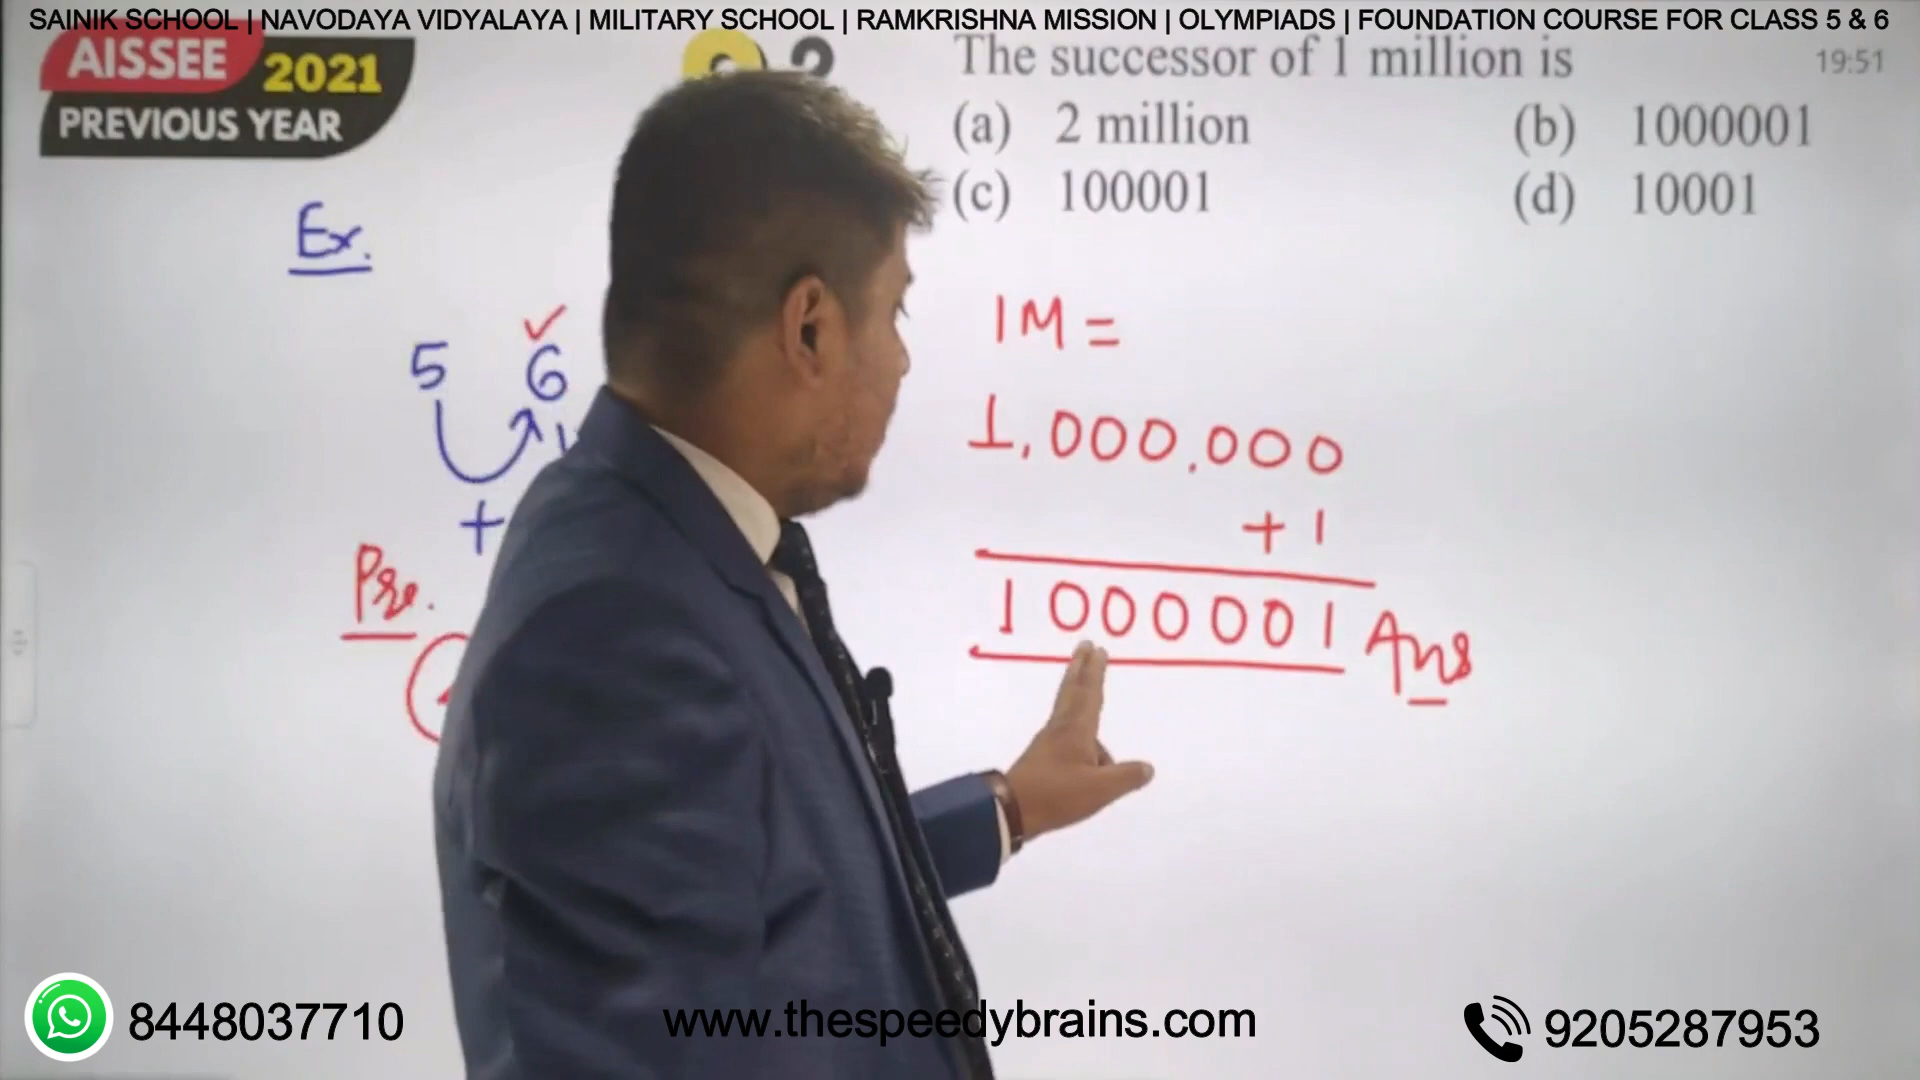 SAINIK SCHOOL | NAVODAYA VIDYALAYA | MILITARY SCHOOL | RAMKRISHNA MISSION | OLYMPIADS | FOUNDATION COURSE FOR CLASS 5 & 6
AISSEE 2021
PREVIOUS YEAR
The successor of 1 million is
19:51
(a) 2 million
(b) 1000001
(c) 100001
(d) 10001
Ex.
5 6
+
Pre.
1M =
1,000,000
+1
1000001 Ans
8448037710
www.thespeedybrains.com
9205287953